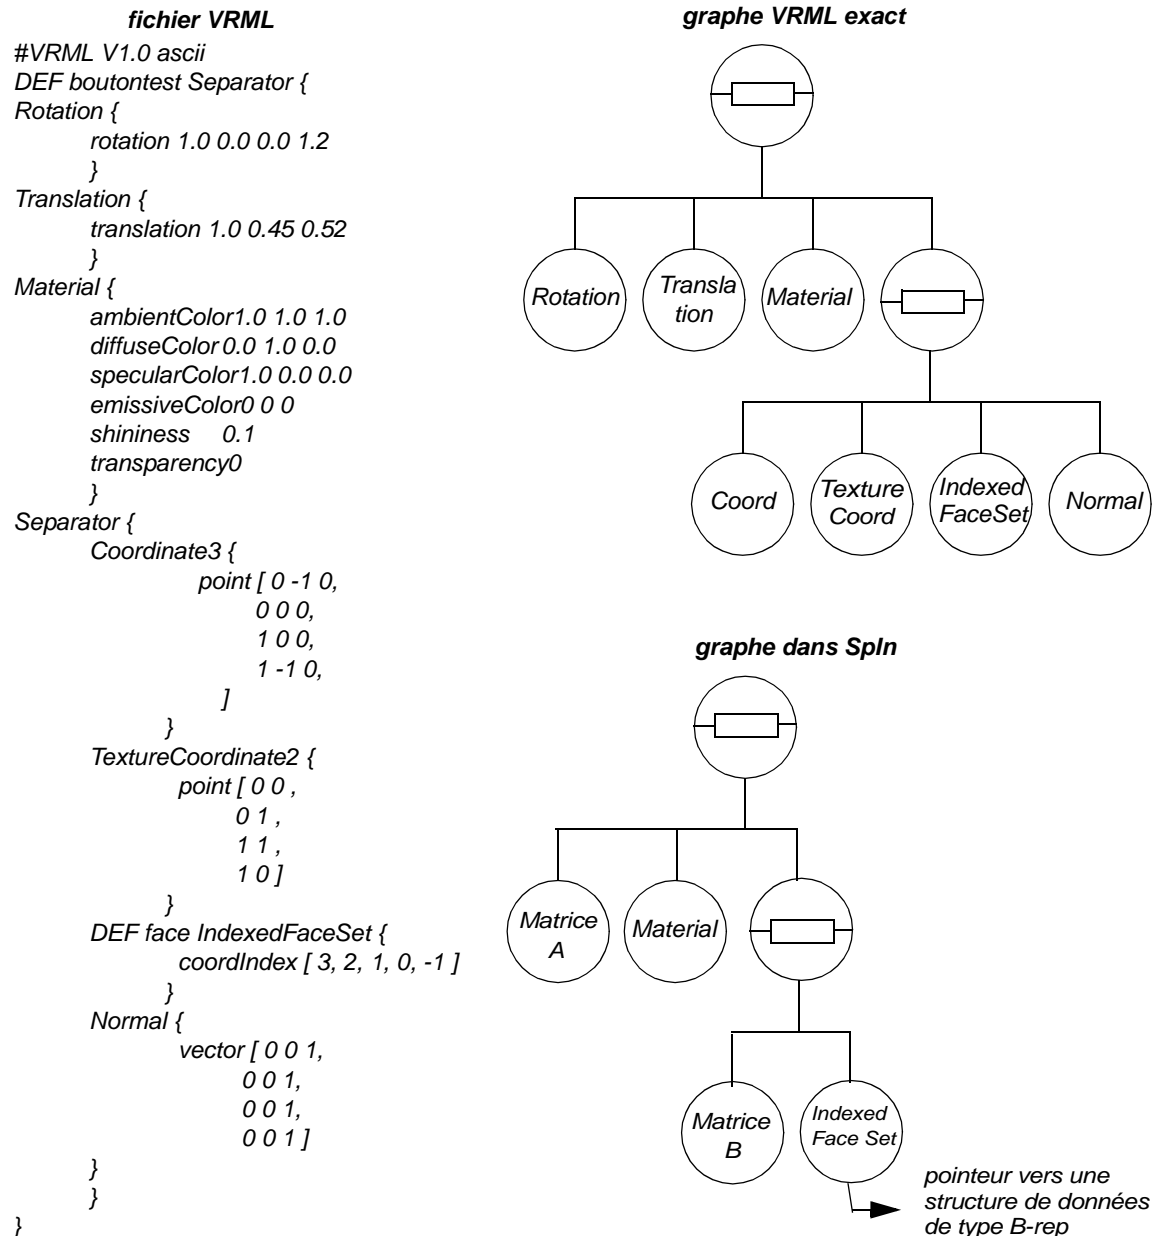 fichier VRML
#VRML V1.0 ascii
DEF boutontest Separator {
Rotation {
rotation 1.0 0.0 0.0 1.2
}
Translation {
translation 1.0 0.45 0.52
}
Material {
ambientColor1.0 1.0 1.0
diffuseColor 0.0 1.0 0.0
specularColor1.0 0.0 0.0
emissiveColor0 0 0
shininess 0.1
transparency0
}
Separator {
Coordinate3 {
point [ 0 -1 0,
0 0 0,
1 0 0,
1 -1 0,
]
}
TextureCoordinate2 {
point [ 0 0 ,
0 1 ,
1 1 ,
1 0 ]
}
DEF face IndexedFaceSet {
coordIndex [ 3, 2, 1, 0, -1 ]
}
Normal {
vector [ 0 0 1,
0 0 1,
0 0 1,
0 0 1 ]
}
}
}
graphe VRML exact
Rotation
Transla
tion
Material
Coord
Texture
Coord
Indexed
FaceSet
Normal
graphe dans SpIn
Matrice
A
Material
Matrice
B
Indexed
Face Set
pointeur vers une
structure de données
de type B-rep